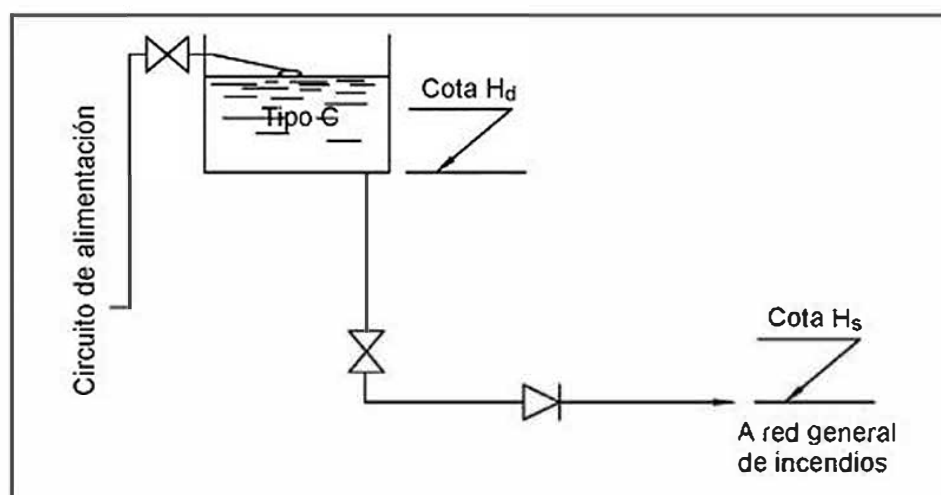 Circuito de alimentación
Tipo C
Cota Hd
Cota Hs
A red general
de incendios